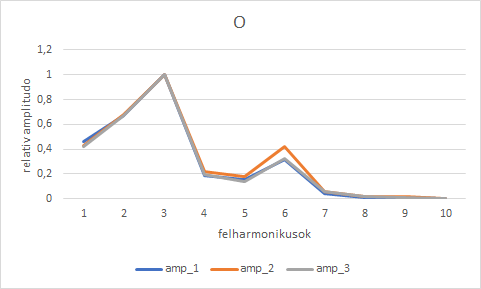 O
1,2
1
0,8
0,6
0,4
0,2
0
relatív amplitudo
1 2 3 4 5 6 7 8 9 10
felharmonikusok
amp_1 amp_2 amp_3